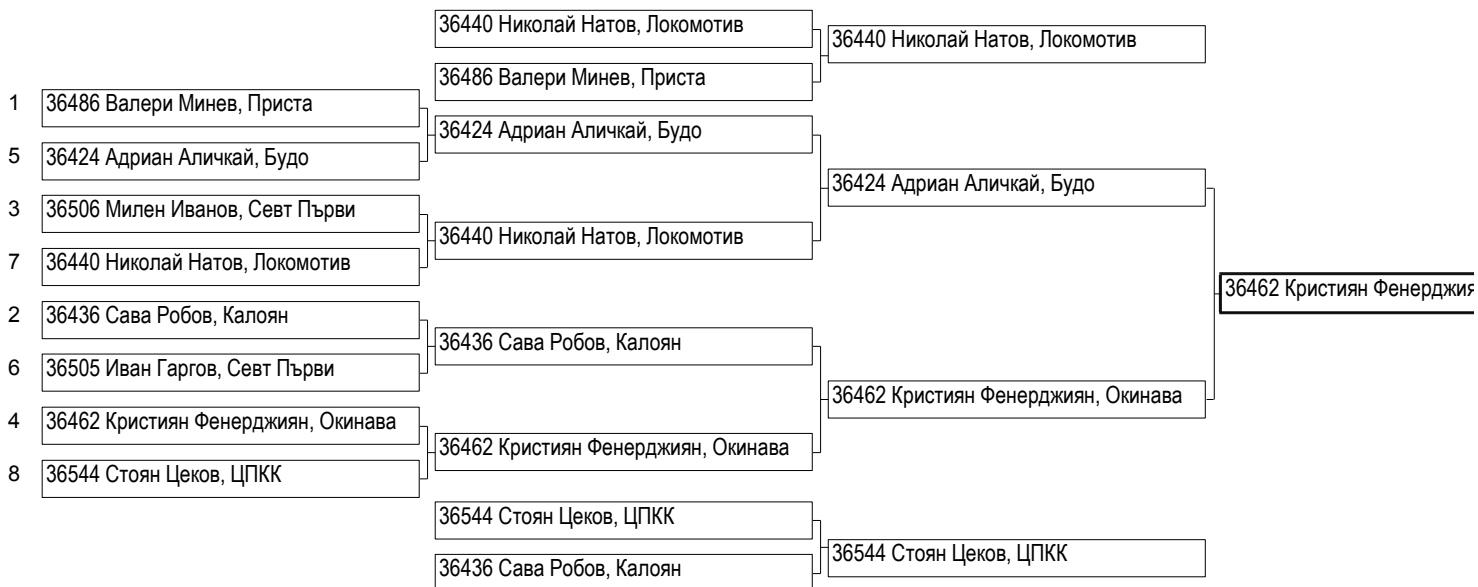 36440 Николай Натов, Локомотив
36440 Николай Натов, Локомотив
36486 Валери Минев, Приста
1 36486 Валери Минев, Приста
36424 Адриан Аличкай, Будо
5 36424 Адриан Аличкай, Будо
36424 Адриан Аличкай, Будо
3 36506 Милен Иванов, Севт Първи
36440 Николай Натов, Локомотив
7 36440 Николай Натов, Локомотив
36462 Кристиян Фенерджия
2 36436 Сава Робов, Калоян
36436 Сава Робов, Калоян
6 36505 Иван Гаргов, Севт Първи
36462 Кристиян Фенерджиян, Окинава
4 36462 Кристиян Фенерджиян, Окинава
36462 Кристиян Фенерджиян, Окинава
8 36544 Стоян Цеков, ЦПКК
36544 Стоян Цеков, ЦПКК
36544 Стоян Цеков, ЦПКК
36436 Сава Робов, Калоян